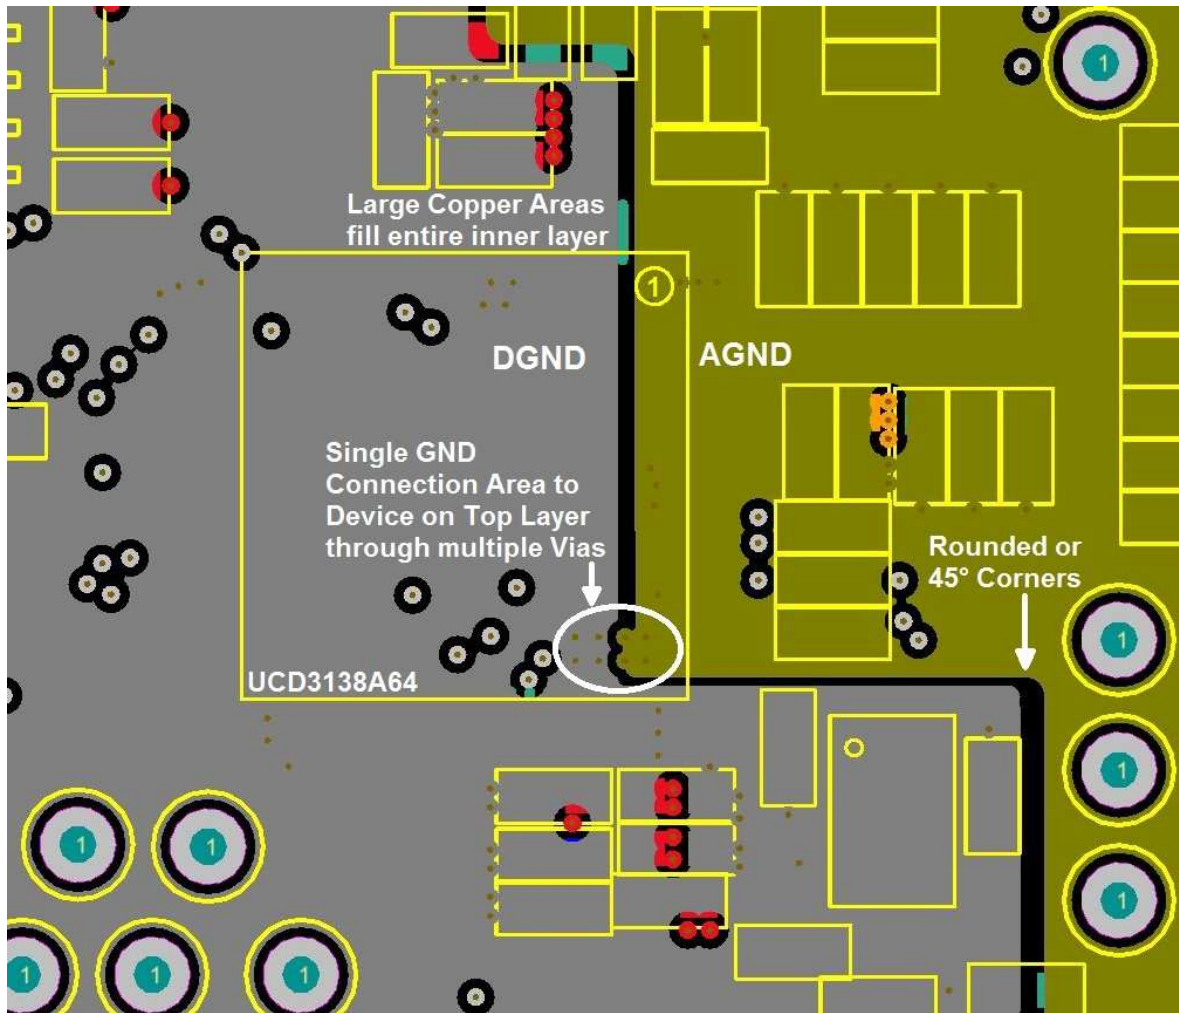 1
Large Copper Areas
fill entire inner layer
1
DGND
AGND
Single GND
Connection Area to
Device on Top Layer
through multiple Vias
Rounded or
45° Corners
1
UCD3138A64
1
1
1
1
1
1
1